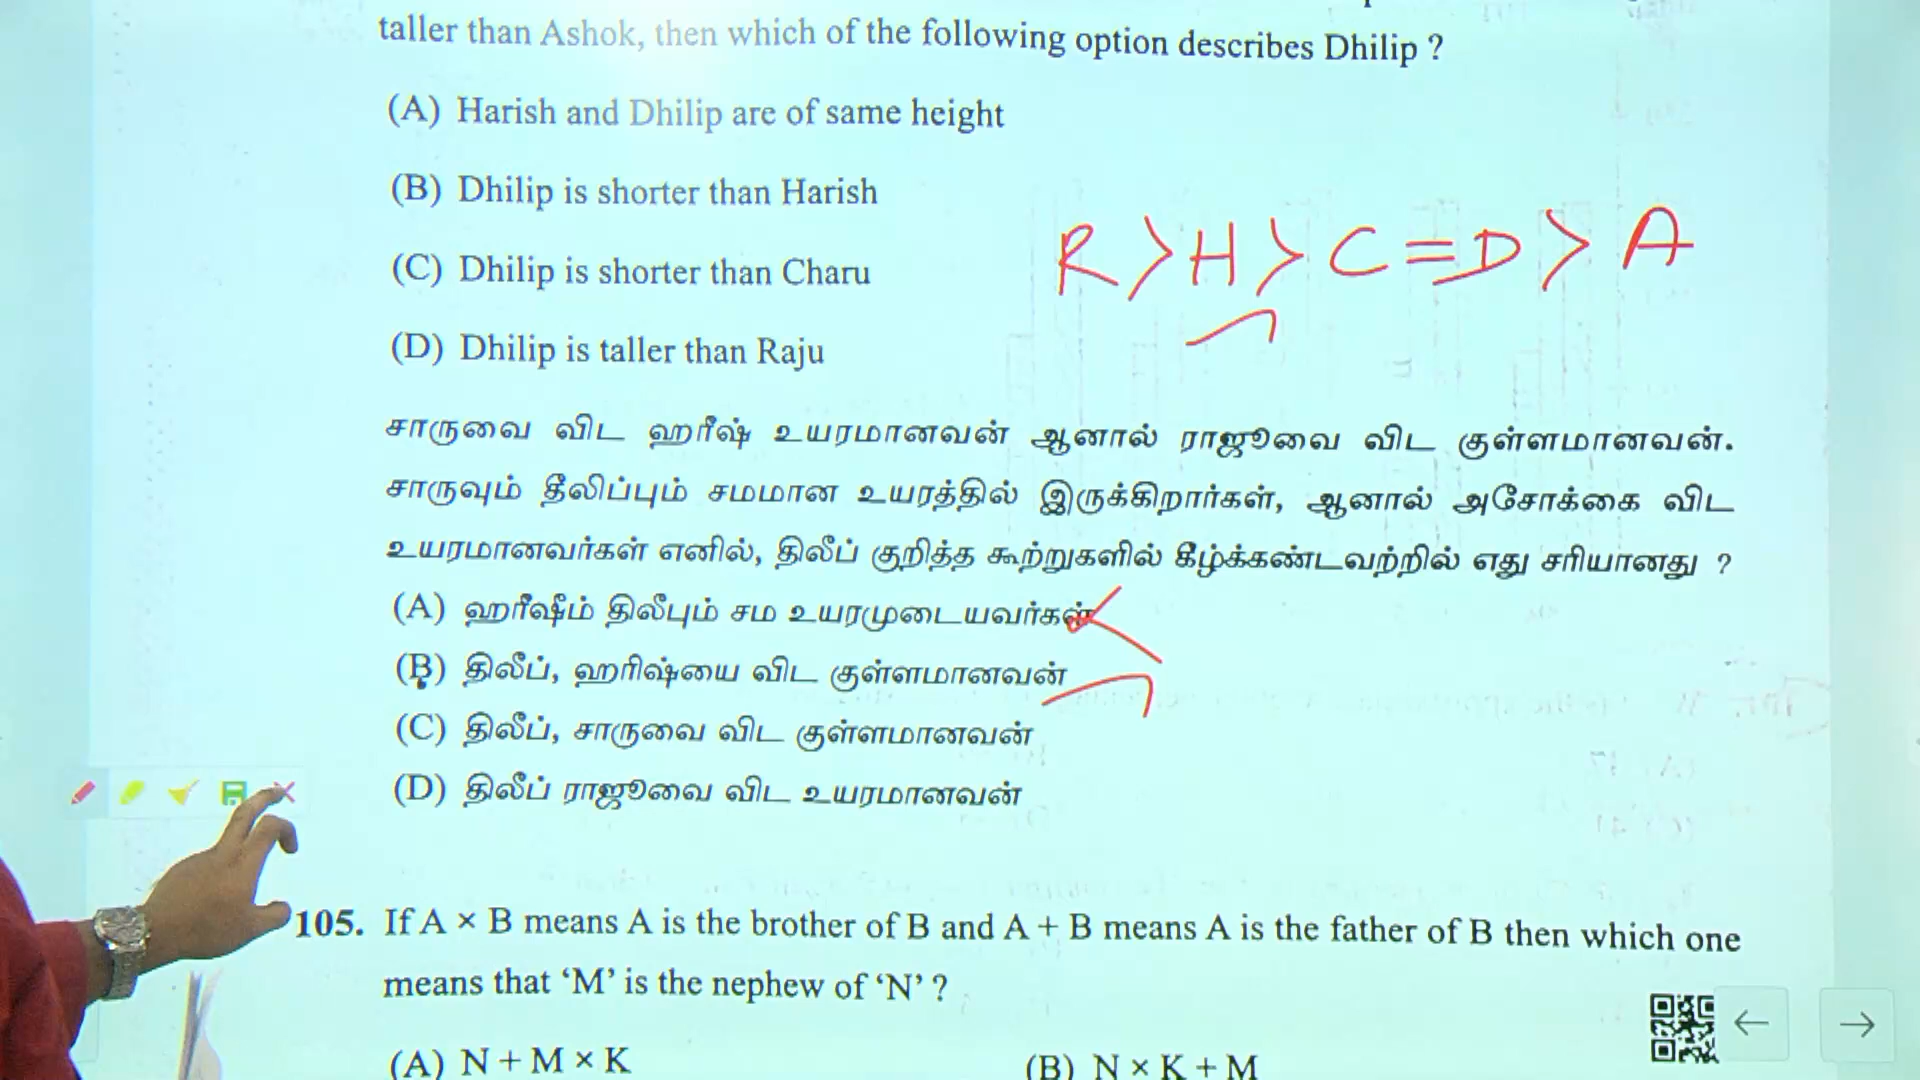 taller than Ashok, then which of the following option describes Dhilip ?
(A) Harish and Dhilip are of same height
(B) Dhilip is shorter than Harish
(C) Dhilip is shorter than Charu
(D) Dhilip is taller than Raju
R > H > C = D > A
சாருவை விட ஹரீஷ் உயரமானவன் ஆனால் ராஜூவை விட குள்ளமானவன்.
சாருவும் தீலிப்பும் சமமான உயரத்தில் இருக்கிறார்கள், ஆனால் அசோக்கை விட
உயரமானவர்கள் எனில், திலீப் குறித்த கூற்றுகளில் கீழ்க்கண்டவற்றில் எது சரியானது ?
(A) ஹரீஷீம் திலீபும் சம உயரமுடையவர்கள்
(B) திலீப், ஹரிஷ்யை விட குள்ளமானவன்
(C) திலீப், சாருவை விட குள்ளமானவன்
(D) திலீப் ராஜூவை விட உயரமானவன்
105. If A × B means A is the brother of B and A + B means A is the father of B then which one
means that ‘M’ is the nephew of ‘N’ ?
(A) N + M × K
(B) N × K + M